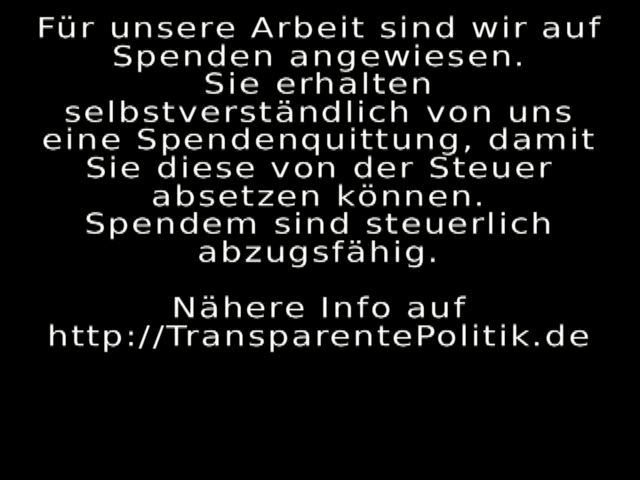 Für unsere Arbeit sind wir auf
Spenden angewiesen.
Sie erhalten
selbstverständlich von uns
eine Spendenquittung, damit
Sie diese von der Steuer
absetzen können.
Spendem sind steuerlich
abzugsfähig.
Nähere Info auf
http://TransparentePolitik.de